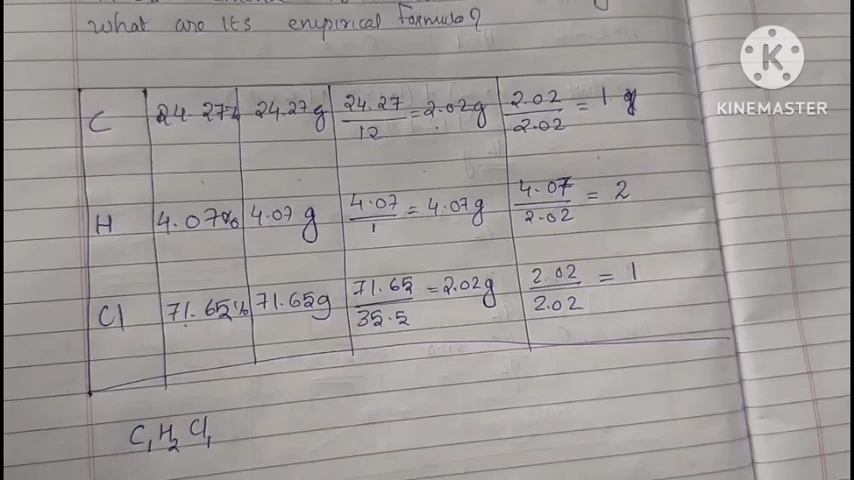 what are its empirical formula?
KINEMASTER
C 24.27% 24.27g 24.27/12 = 2.02g 2.02/2.02 = 1
H 4.07% 4.07 g 4.07/1 = 4.07g 4.07/2.02 = 2
Cl 71.65% 71.65g 71.65/35.5 = 2.02g 2.02/2.02 = 1
C₁H₂Cl₁